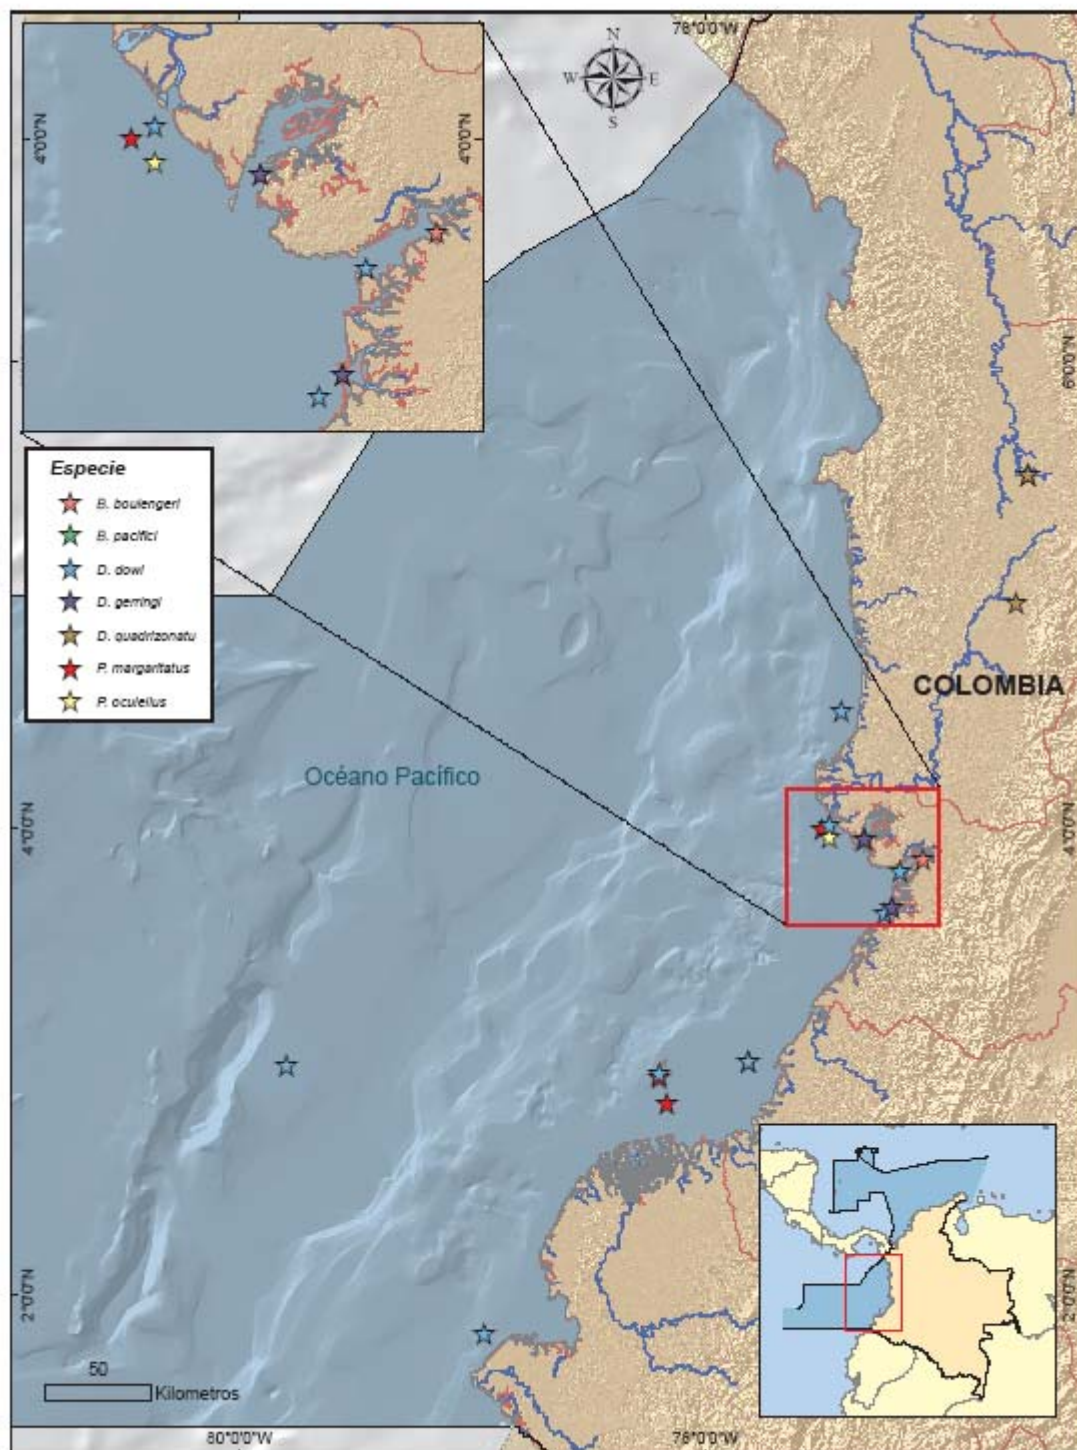 78°0'0"W
N
W E
S
4°0'0"N
4°0'0"N
6°0'0"N
Especie
B. boulengeri
B. pacifici
D. dowi
D. gerringi
D. quadrizonatu
P. margaritatus
P. ocellus
COLOMBIA
Océano Pacífico
4°0'0"N
4°0'0"N
2°0'0"N
2°0'0"N
50
Kilometros
80°0'0"W
78°0'0"W